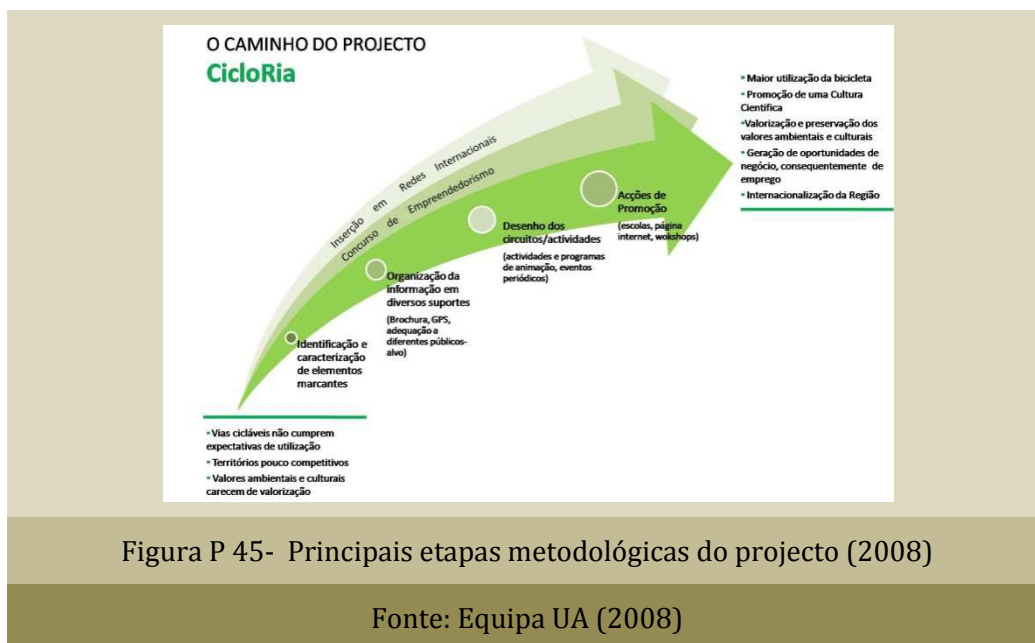 O CAMINHO DO PROJECTO
CicloRia
Inserção em Redes Internacionais
Concurso de Empreendedorismo
Identificação e
caracterização
de elementos
marcantes
Organização da
informação em
diversos suportes
(Brochura, GPS,
adequação a
diferentes públicos-
alvo)
Desenho dos
circuitos/actividades
(actividades e programas
de animação, eventos
periódicos)
Acções de
Promoção
(escolas, página
internet, wokshops)
• Vias cicláveis não cumprem
expectativas de utilização
• Territórios pouco competitivos
• Valores ambientais e culturais
carecem de valorização
• Maior utilização da bicicleta
• Promoção de uma Cultura
Cientifica
•Valorização e preservação dos
valores ambientais e culturais
• Geração de oportunidades de
negócio, consequentemente de
emprego
• Internacionalização da Região
Figura P 45- Principais etapas metodológicas do projecto (2008)
Fonte: Equipa UA (2008)